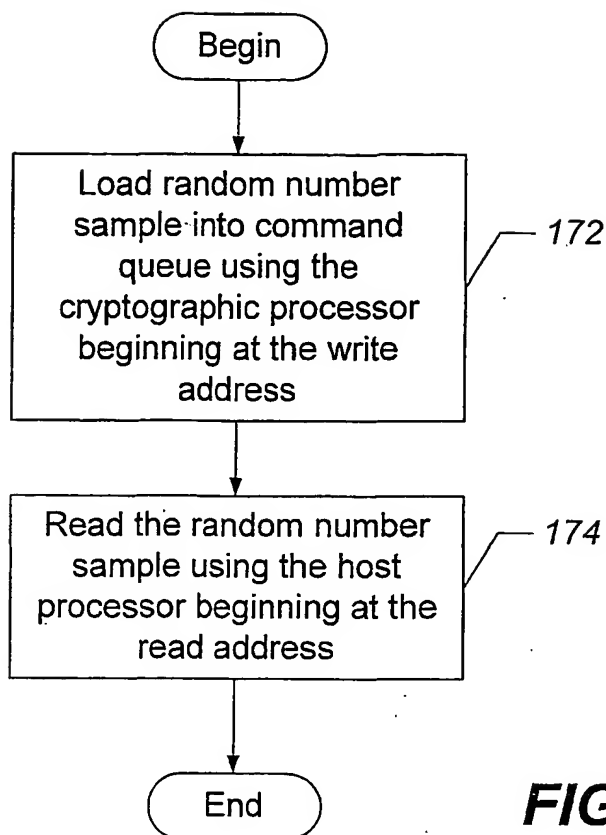 Begin
Load random number
sample into command
queue using the
cryptographic processor
beginning at the write
address
172
Read the random number
sample using the host
processor beginning at the
read address
174
End
FIG